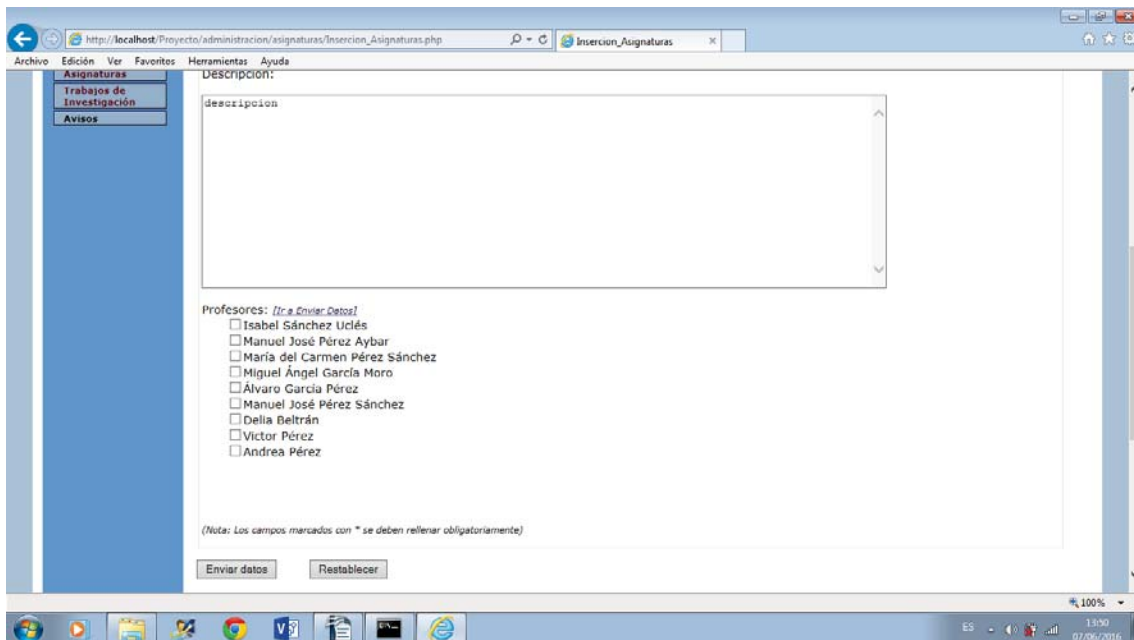 http://localhost/Proyecto/administracion/asignaturas/Insercion_Asignaturas.php
Insercion_Asignaturas
Archivo Edición Ver Favoritos Herramientas Ayuda
Asignaturas
Trabajos de
Investigación
Avisos
Descripcion:
descripcion
Profesores: [Ir a Enviar Datos]
Isabel Sánchez Uclés
Manuel José Pérez Aybar
María del Carmen Pérez Sánchez
Miguel Ángel García Moro
Álvaro García Pérez
Manuel José Pérez Sánchez
Delia Beltrán
Victor Pérez
Andrea Pérez
(Nota: Los campos marcados con * se deben rellenar obligatoriamente)
Enviar datos Restablecer
100%
ES
13:50
07/06/2016